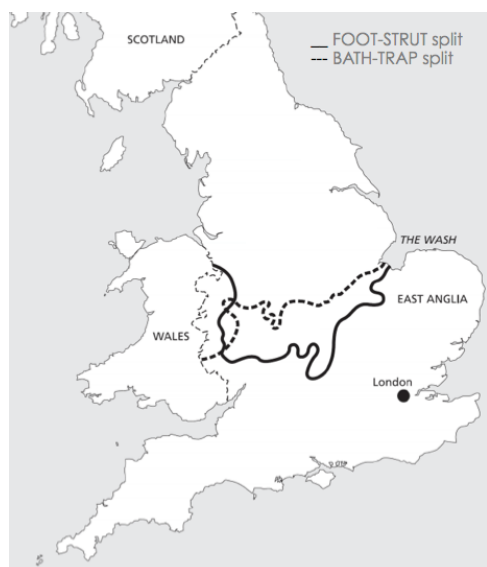 SCOTLAND
FOOT-STRUT split
BATH-TRAP split
THE WASH
EAST ANGLIA
WALES
London